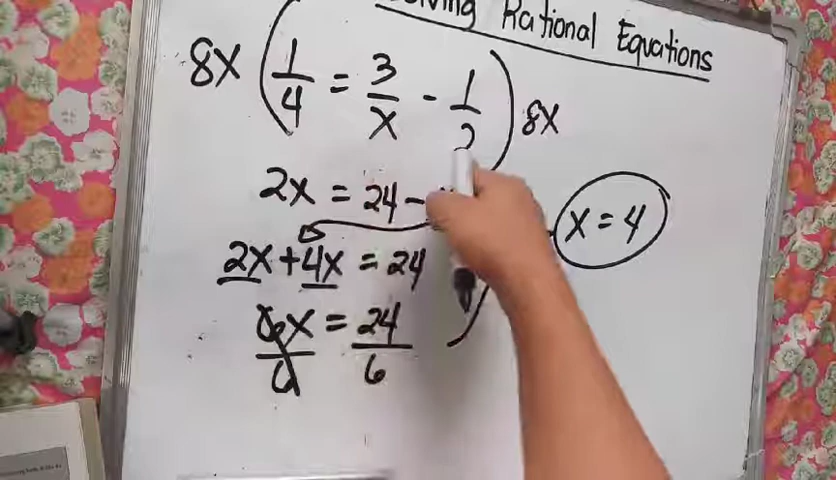 Rational Equations
8x ( 1/4 = 3/x - 1/2 ) 8x
2x = 24 -
2x + 4x = 24
6x/6 = 24/6
x = 4